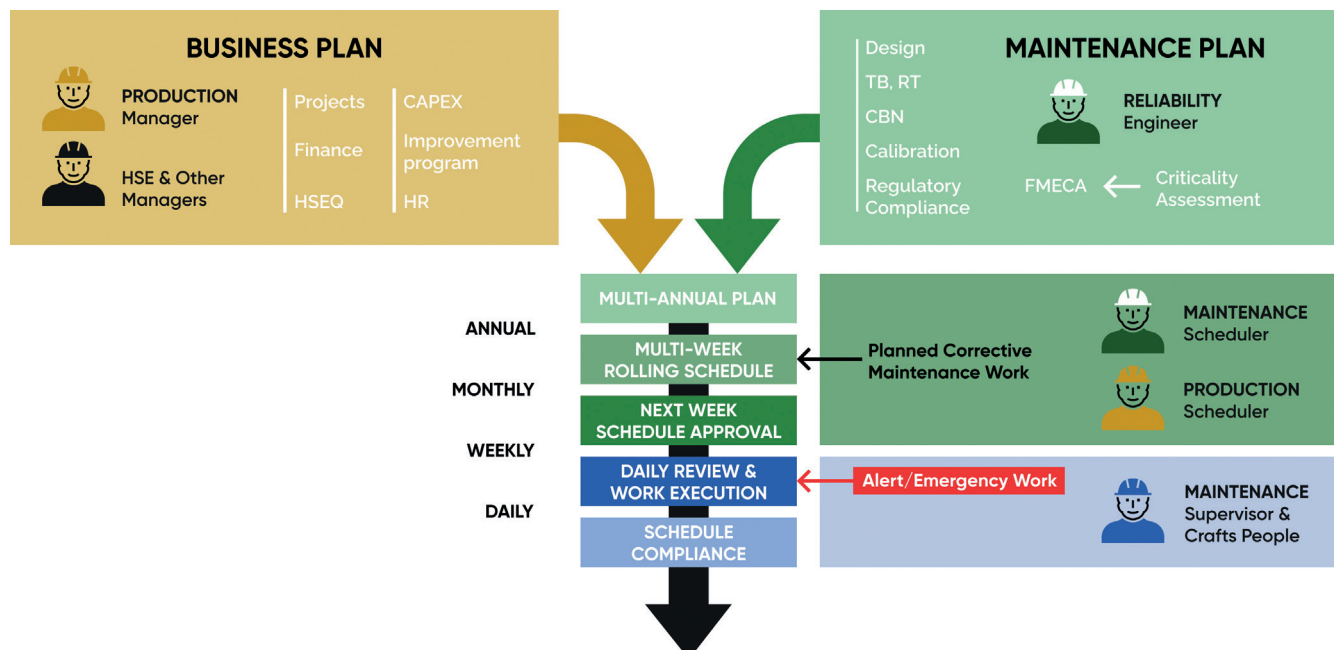 BUSINESS PLAN
PRODUCTION
Manager
HSE & Other
Managers
Projects
Finance
HSEQ
CAPEX
Improvement
program
HR
MAINTENANCE PLAN
Design
TB, RT
CBN
Calibration
Regulatory
Compliance
RELIABILITY
Engineer
FMECA
Criticality
Assessment
MULTI-ANNUAL PLAN
ANNUAL
MULTI-WEEK
ROLLING SCHEDULE
Planned Corrective
Maintenance Work
MAINTENANCE
Scheduler
PRODUCTION
Scheduler
MONTHLY
NEXT WEEK
SCHEDULE APPROVAL
WEEKLY
DAILY REVIEW &
WORK EXECUTION
Alert/Emergency Work
MAINTENANCE
Supervisor &
Crafts People
DAILY
SCHEDULE
COMPLIANCE